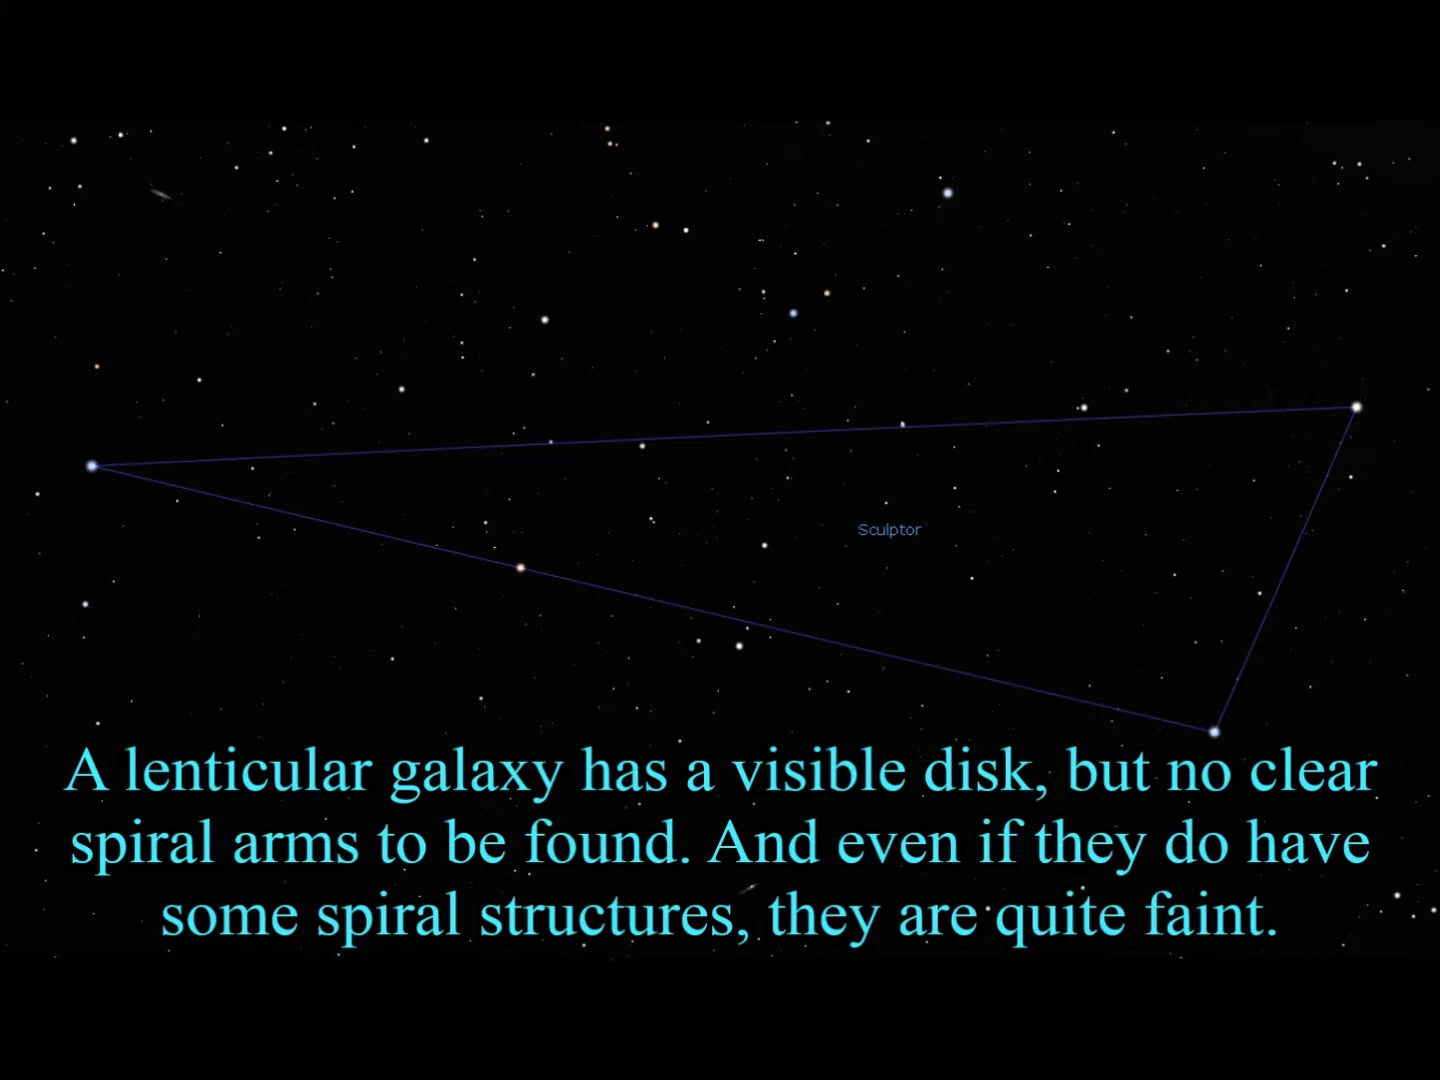 Sculptor
A lenticular galaxy has a visible disk, but no clear
spiral arms to be found. And even if they do have
some spiral structures, they are quite faint.